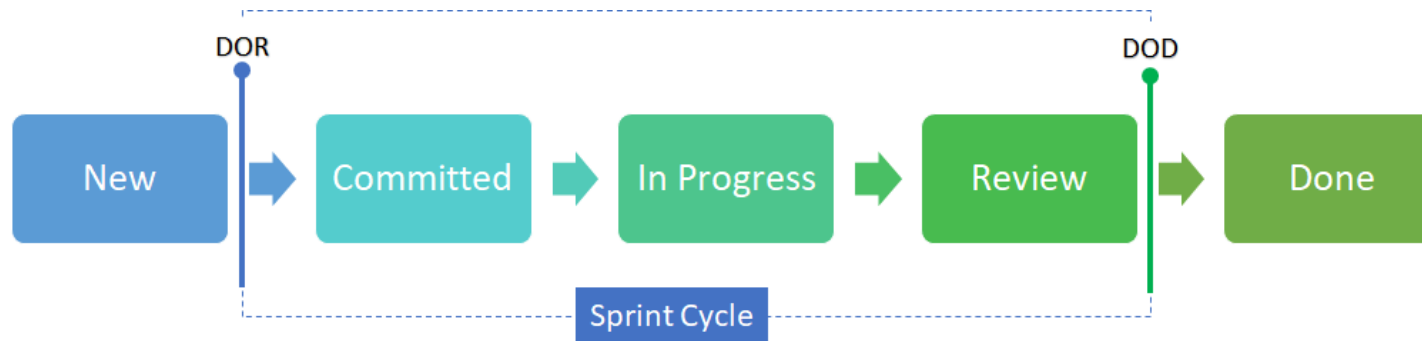 DOR
DOD
New
Committed
In Progress
Review
Done
Sprint Cycle